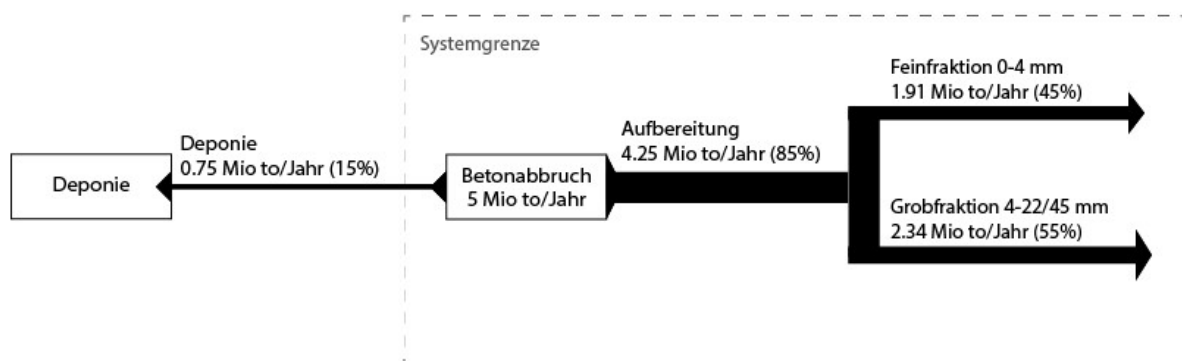 Systemgrenze
Feinfraktion 0-4 mm
1.91 Mio to/Jahr (45%)
Deponie
0.75 Mio to/Jahr (15%)
Deponie
Betonabbruch
5 Mio to/Jahr
Aufbereitung
4.25 Mio to/Jahr (85%)
Grobfraktion 4-22/45 mm
2.34 Mio to/Jahr (55%)